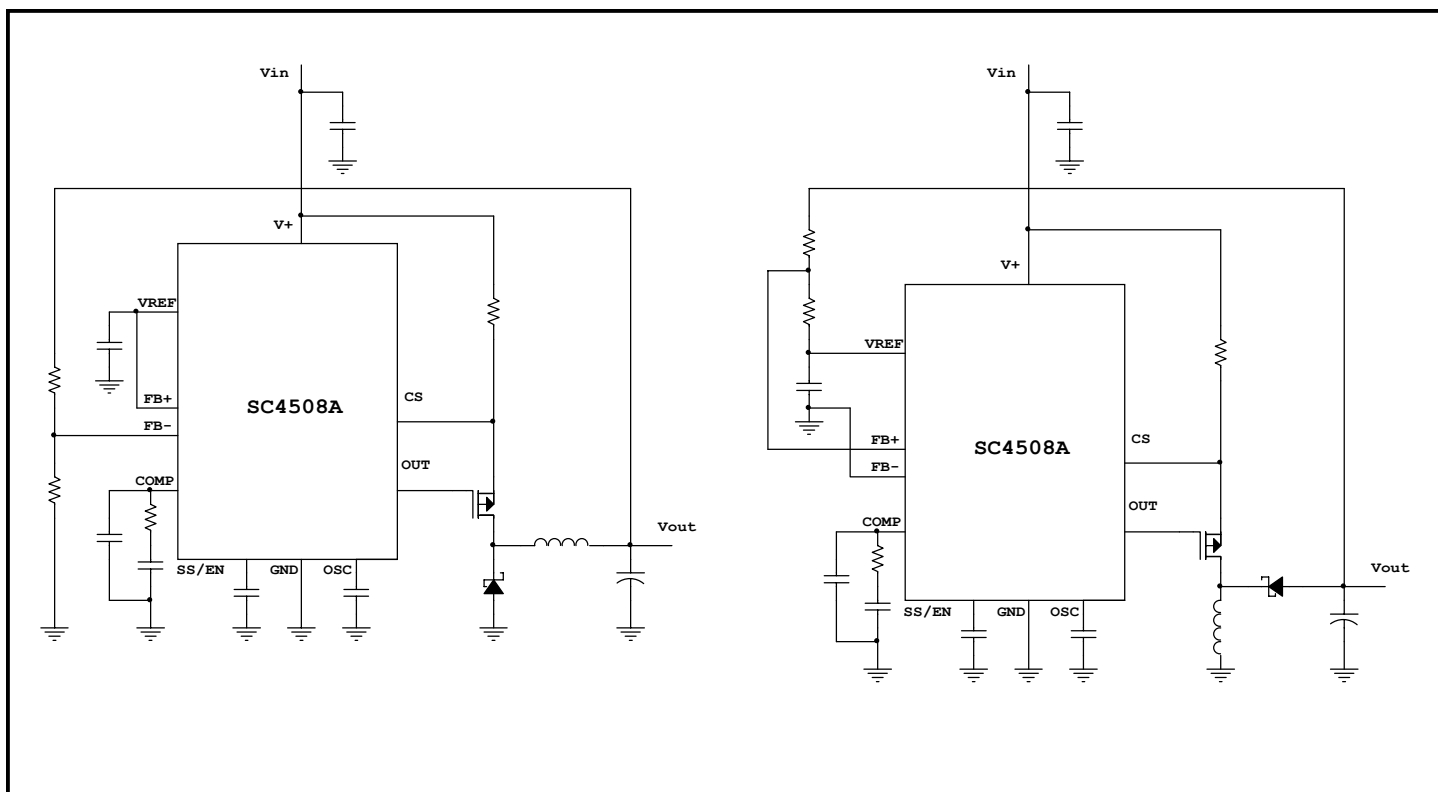 Vin
V+
VREF
FB+
FB-
COMP
SC4508A
CS
OUT
SS/EN GND OSC
Vout
Vin
V+
VREF
FB+
FB-
COMP
SC4508A
CS
OUT
SS/EN GND OSC
Vout